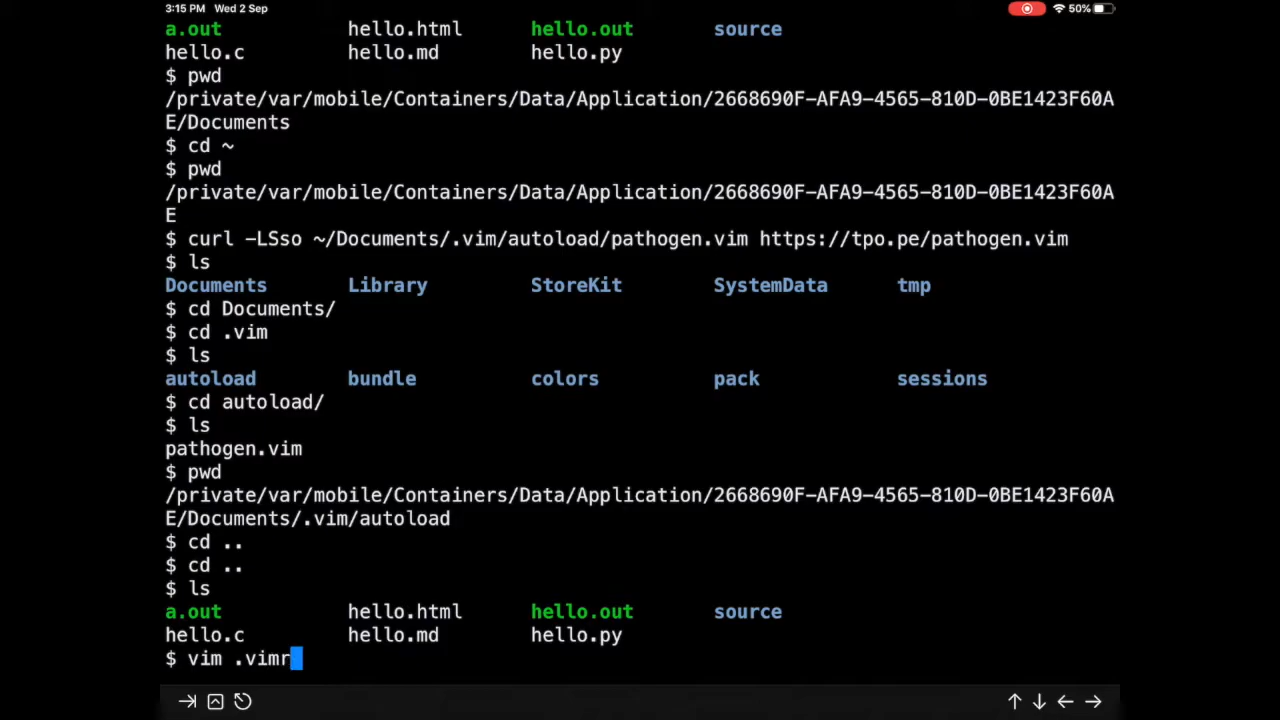 3:15 PM Wed 2 Sep 50%
a.out hello.html hello.out source
hello.c hello.md hello.py
$ pwd
/private/var/mobile/Containers/Data/Application/2668690F-AFA9-4565-810D-0BE1423F60A
E/Documents
$ cd ~
$ pwd
/private/var/mobile/Containers/Data/Application/2668690F-AFA9-4565-810D-0BE1423F60A
E
$ curl -LSso ~/Documents/.vim/autoload/pathogen.vim https://tpo.pe/pathogen.vim
$ ls
Documents Library StoreKit SystemData tmp
$ cd Documents/
$ cd .vim
$ ls
autoload bundle colors pack sessions
$ cd autoload/
$ ls
pathogen.vim
$ pwd
/private/var/mobile/Containers/Data/Application/2668690F-AFA9-4565-810D-0BE1423F60A
E/Documents/.vim/autoload
$ cd ..
$ cd ..
$ ls
a.out hello.html hello.out source
hello.c hello.md hello.py
$ vim .vimr